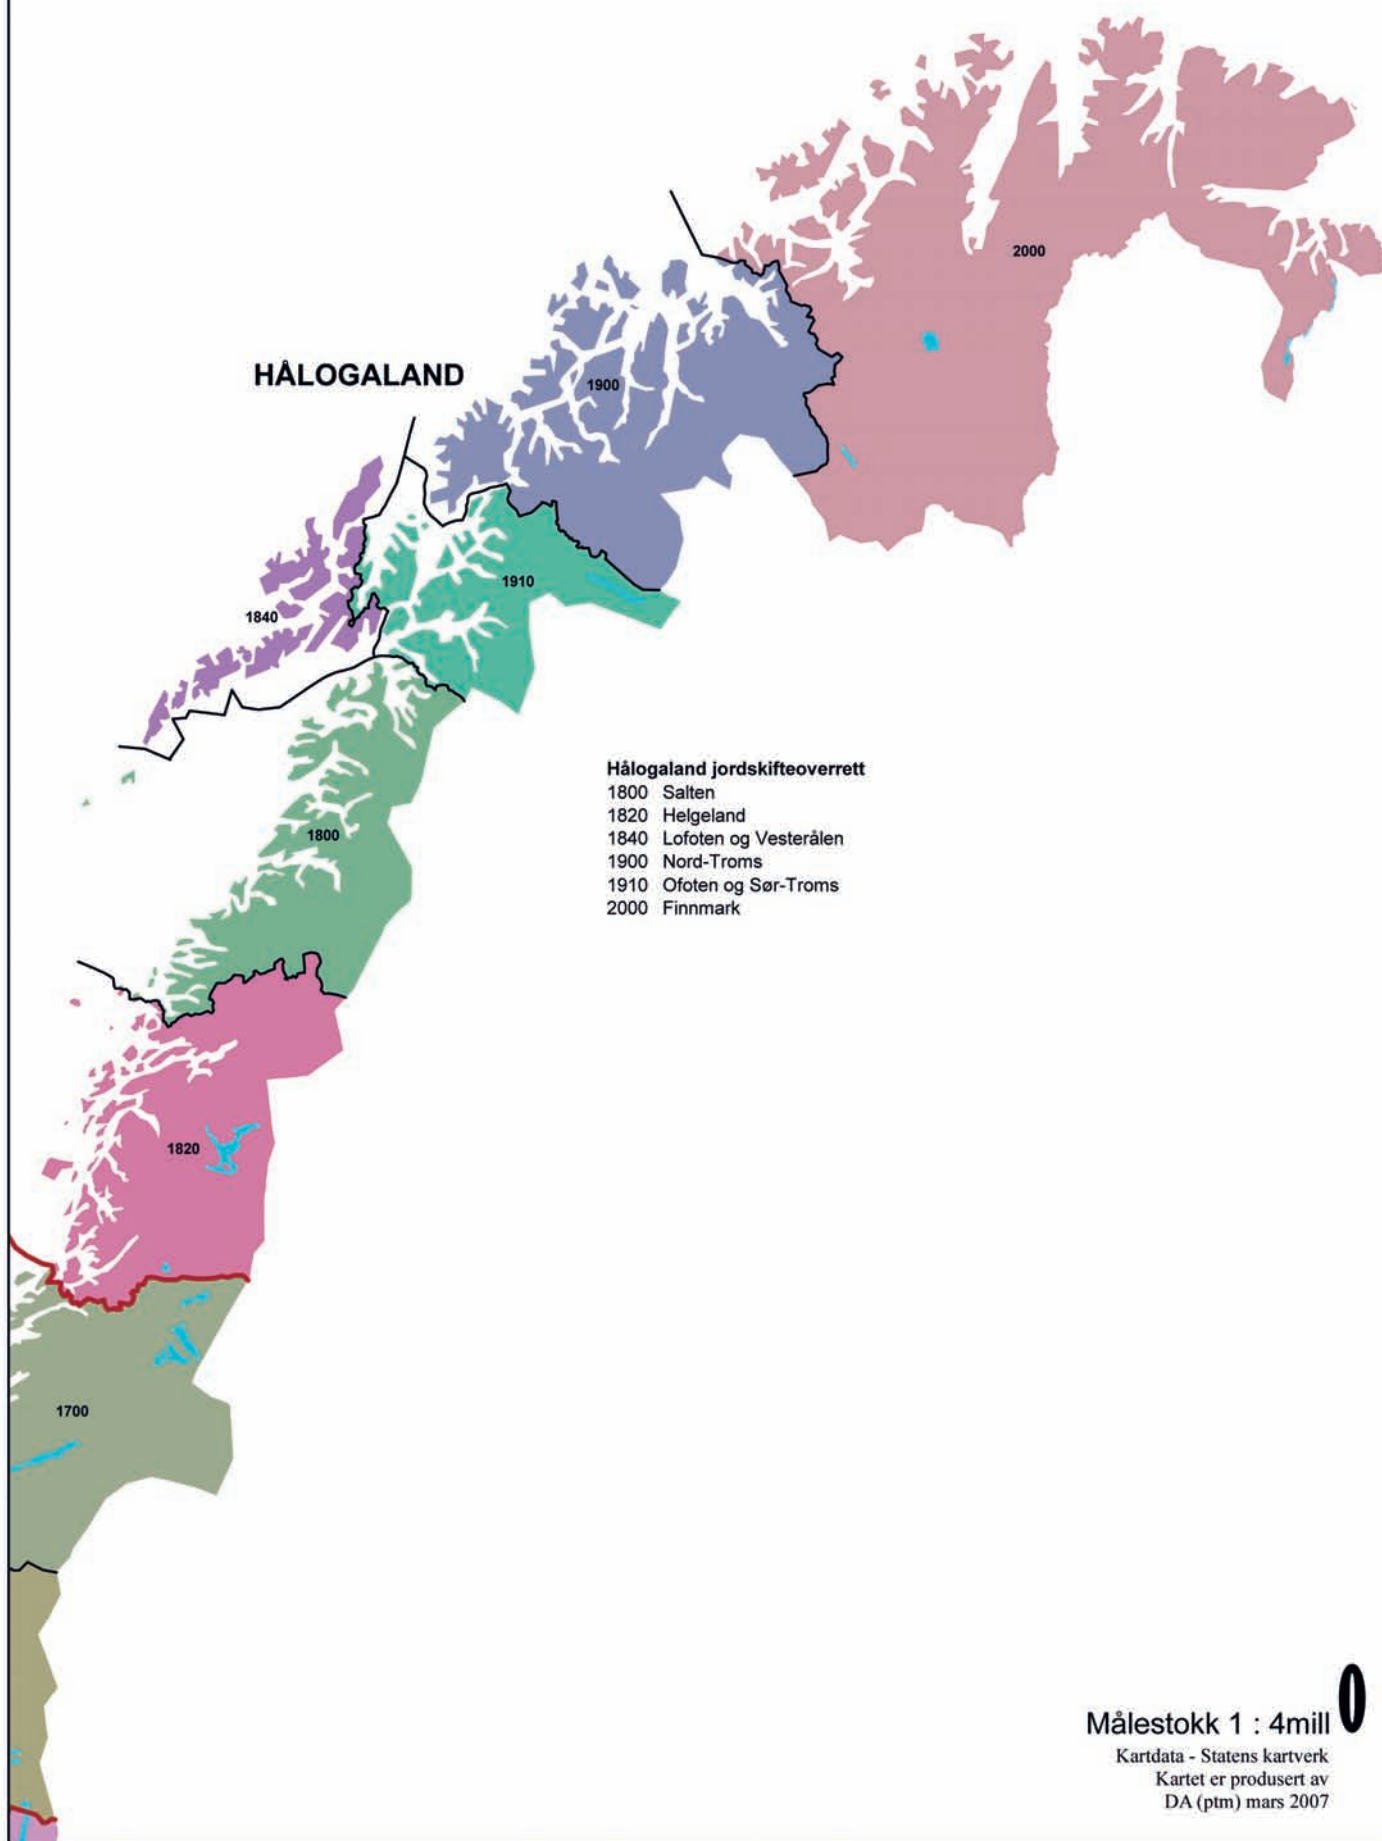 2000
HÅLOGALAND
1900
1910
1840
Hålogaland jordskifteoverrett
1800 Salten
1820 Helgeland
1840 Lofoten og Vesterålen
1900 Nord-Troms
1910 Ofoten og Sør-Troms
2000 Finnmark
1800
1820
1700
Målestokk 1 : 4mill
0
Kartdata - Statens kartverk
Kartet er produsert av
DA (ptm) mars 2007